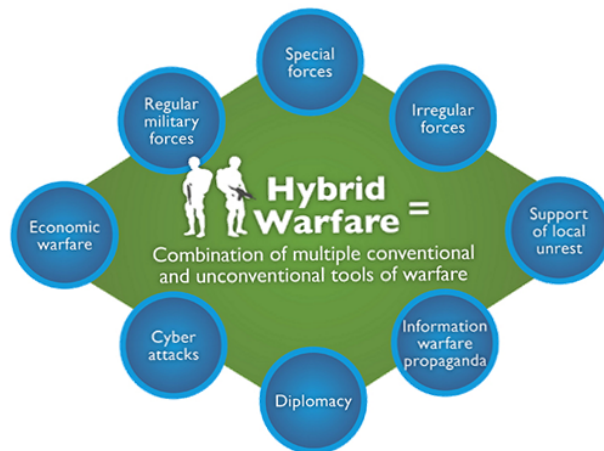 Special
forces
Regular
military
forces
Irregular
forces
Hybrid
Warfare =
Economic
warfare
Support
of local
unrest
Combination of multiple conventional
and unconventional tools of warfare
Cyber
attacks
Information
warfare
propaganda
Diplomacy